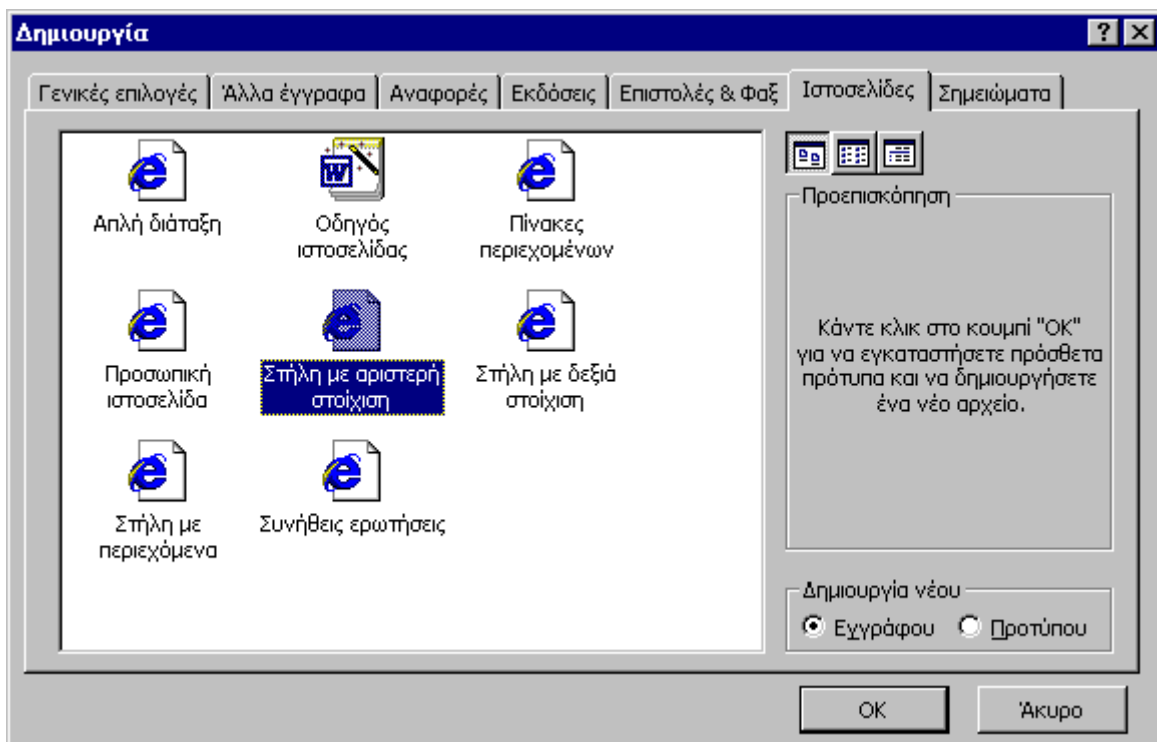 Δημιουργία
Γενικές επιλογές
Άλλα έγγραφα
Αναφορές
Εκδόσεις
Επιστολές & Φαξ
Ιστοσελίδες
Σημειώματα
Απλή διάταξη
Οδηγός
ιστοσελίδας
Πίνακες
περιεχομένων
Προσωπική
ιστοσελίδα
Στήλη με αριστερή
στοίχιση
Στήλη με δεξιά
στοίχιση
Στήλη με
περιεχόμενα
Συνήθεις ερωτήσεις
Προεπισκόπηση
Κάντε κλικ στο κουμπί "OK"
για να εγκαταστήσετε πρόσθετα
πρότυπα και να δημιουργήσετε
ένα νέο αρχείο.
Δημιουργία νέου
Εγγράφου
Προτύπου
OK
Άκυρο